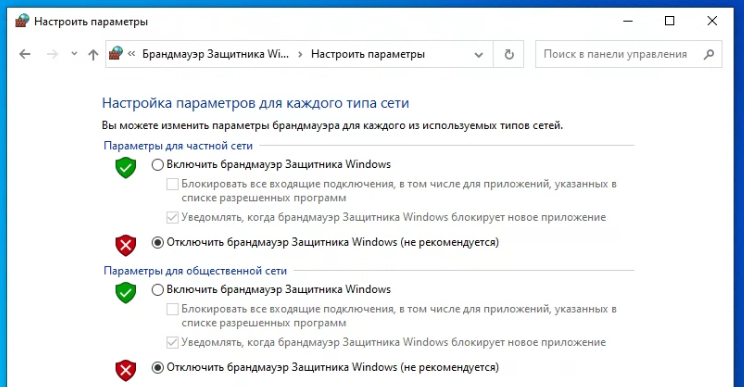 Настроить параметры
« Брандмауэр Защитника Wi... > Настроить параметры
Поиск в панели управления
Настройка параметров для каждого типа сети
Вы можете изменить параметры брандмауэра для каждого из используемых типов сетей.
Параметры для частной сети
Включить брандмауэр Защитника Windows
Блокировать все входящие подключения, в том числе для приложений, указанных в
списке разрешенных программ
Уведомлять, когда брандмауэр Защитника Windows блокирует новое приложение
Отключить брандмауэр Защитника Windows (не рекомендуется)
Параметры для общественной сети
Включить брандмауэр Защитника Windows
Блокировать все входящие подключения, в том числе для приложений, указанных в
списке разрешенных программ
Уведомлять, когда брандмауэр Защитника Windows блокирует новое приложение
Отключить брандмауэр Защитника Windows (не рекомендуется)